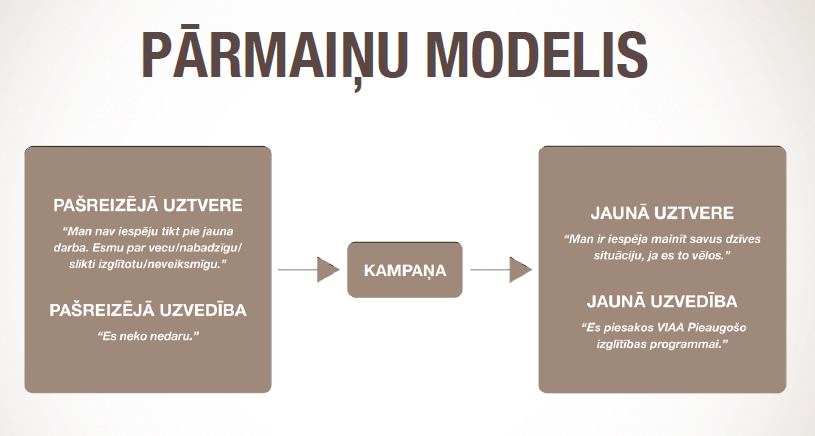 PĀRMAIŅU MODELIS
PAŠREIZĒJĀ UZTVERE
“Man nav iespēju tikt pie jauna
darba. Esmu par vecu/nabadzīgu/
slikti izglītotu/neveiksmīgu.”
PAŠREIZĒJĀ UZVEDĪBA
“Es neko nedaru.”
KAMPAŅA
JAUNĀ UZTVERE
“Man ir iespēja mainīt savus dzīves
situāciju, ja es to vēlos.”
JAUNĀ UZVEDĪBA
“Es piesakos VIAA Pieaugošo
izglītības programmai.”